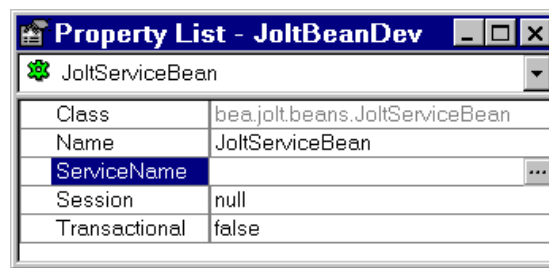 Property List - JoltBeanDev
JoltServiceBean
Class bea.jolt.beans.JoltServiceBean
Name JoltServiceBean
ServiceName ...
Session null
Transactional false